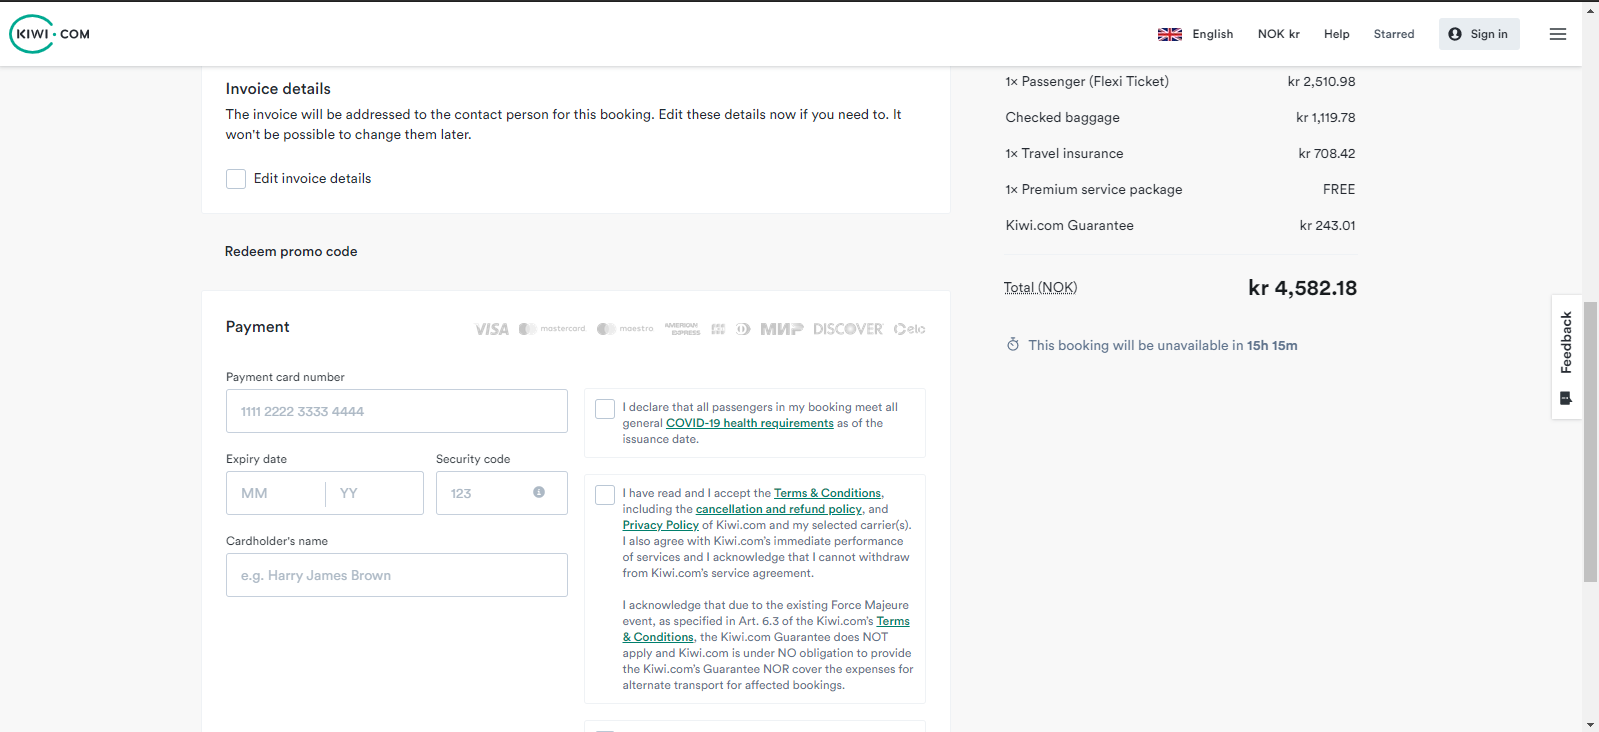 KIWI.COM
English
NOK kr
Help
Starred
Sign in
Invoice details
The invoice will be addressed to the contact person for this booking. Edit these details now if you need to. It
won't be possible to change them later.
Edit invoice details
Redeem promo code
Payment
VISA
mastercard
maestro
AMERICAN
EXPRESS
МИР
DISCOVER
elo
Payment card number
1111 2222 3333 4444
Expiry date
Security code
MM
YY
123
Cardholder's name
e.g. Harry James Brown
I declare that all passengers in my booking meet all
general COVID-19 health requirements as of the
issuance date.
I have read and I accept the Terms & Conditions,
including the cancellation and refund policy, and
Privacy Policy of Kiwi.com and my selected carrier(s).
I also agree with Kiwi.com's immediate performance
of services and I acknowledge that I cannot withdraw
from Kiwi.com's service agreement.
I acknowledge that due to the existing Force Majeure
event, as specified in Art. 6.3 of the Kiwi.com's Terms
& Conditions, the Kiwi.com Guarantee does NOT
apply and Kiwi.com is under NO obligation to provide
the Kiwi.com's Guarantee NOR cover the expenses for
alternate transport for affected bookings.
1× Passenger (Flexi Ticket) kr 2,510.98
Checked baggage kr 1,119.78
1× Travel insurance kr 708.42
1× Premium service package FREE
Kiwi.com Guarantee kr 243.01
Total (NOK) kr 4,582.18
This booking will be unavailable in 15h 15m
Feedback